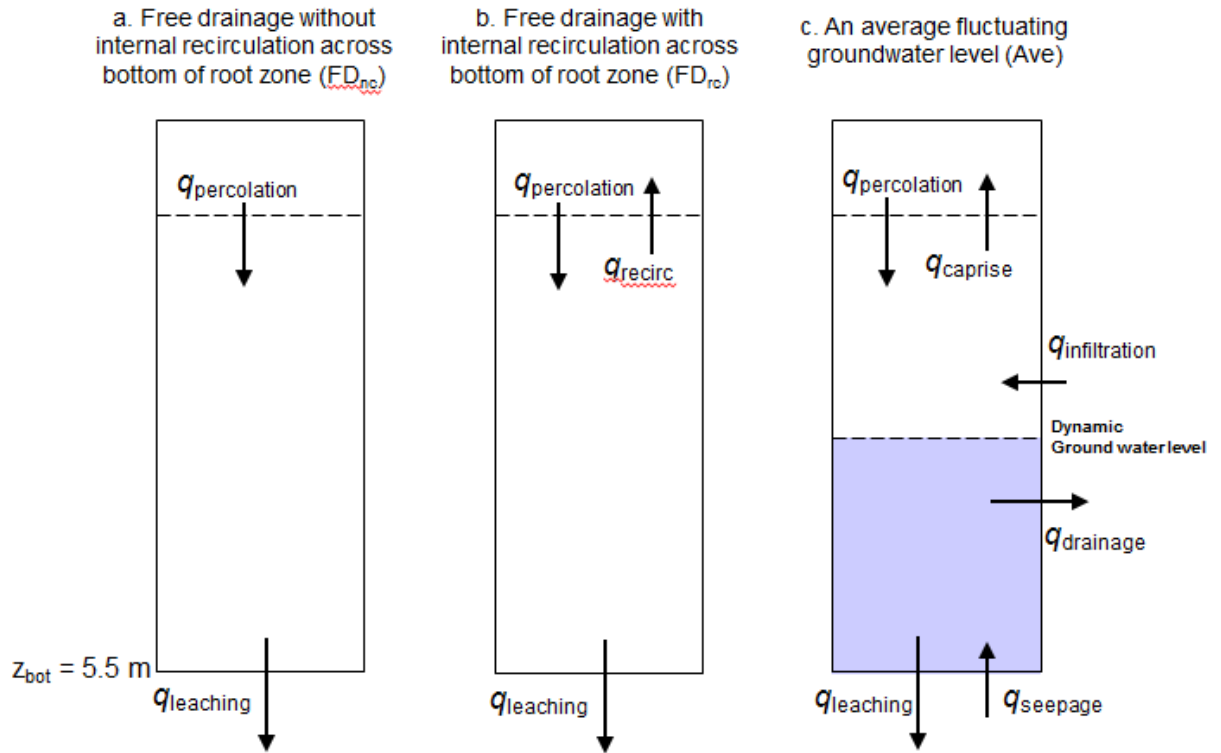 a. Free drainage without
internal recirculation across
bottom of root zone (FDnc)
b. Free drainage with
internal recirculation across
bottom of root zone (FDrc)
c. An average fluctuating
groundwater level (Ave)
qpercolation
qpercolation
qrecirc
qpercolation
qcaprise
qinfiltration
Dynamic
Ground water level
qdrainage
zbot = 5.5 m
qleaching
qleaching
qleaching
qseepage